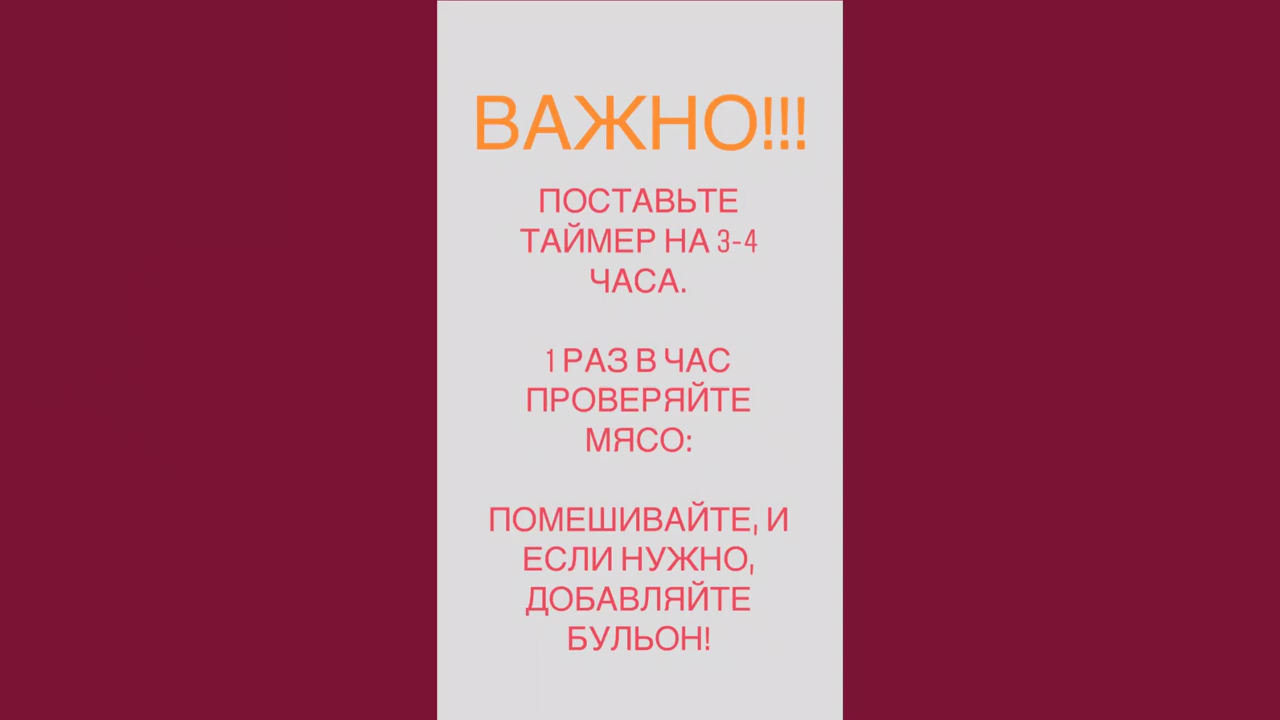 ВАЖНО!!!
ПОСТАВЬТЕ
ТАЙМЕР НА 3-4
ЧАСА.
1 РАЗ В ЧАС
ПРОВЕРЯЙТЕ
МЯСО:
ПОМЕШИВАЙТЕ, И
ЕСЛИ НУЖНО,
ДОБАВЛЯЙТЕ
БУЛЬОН!